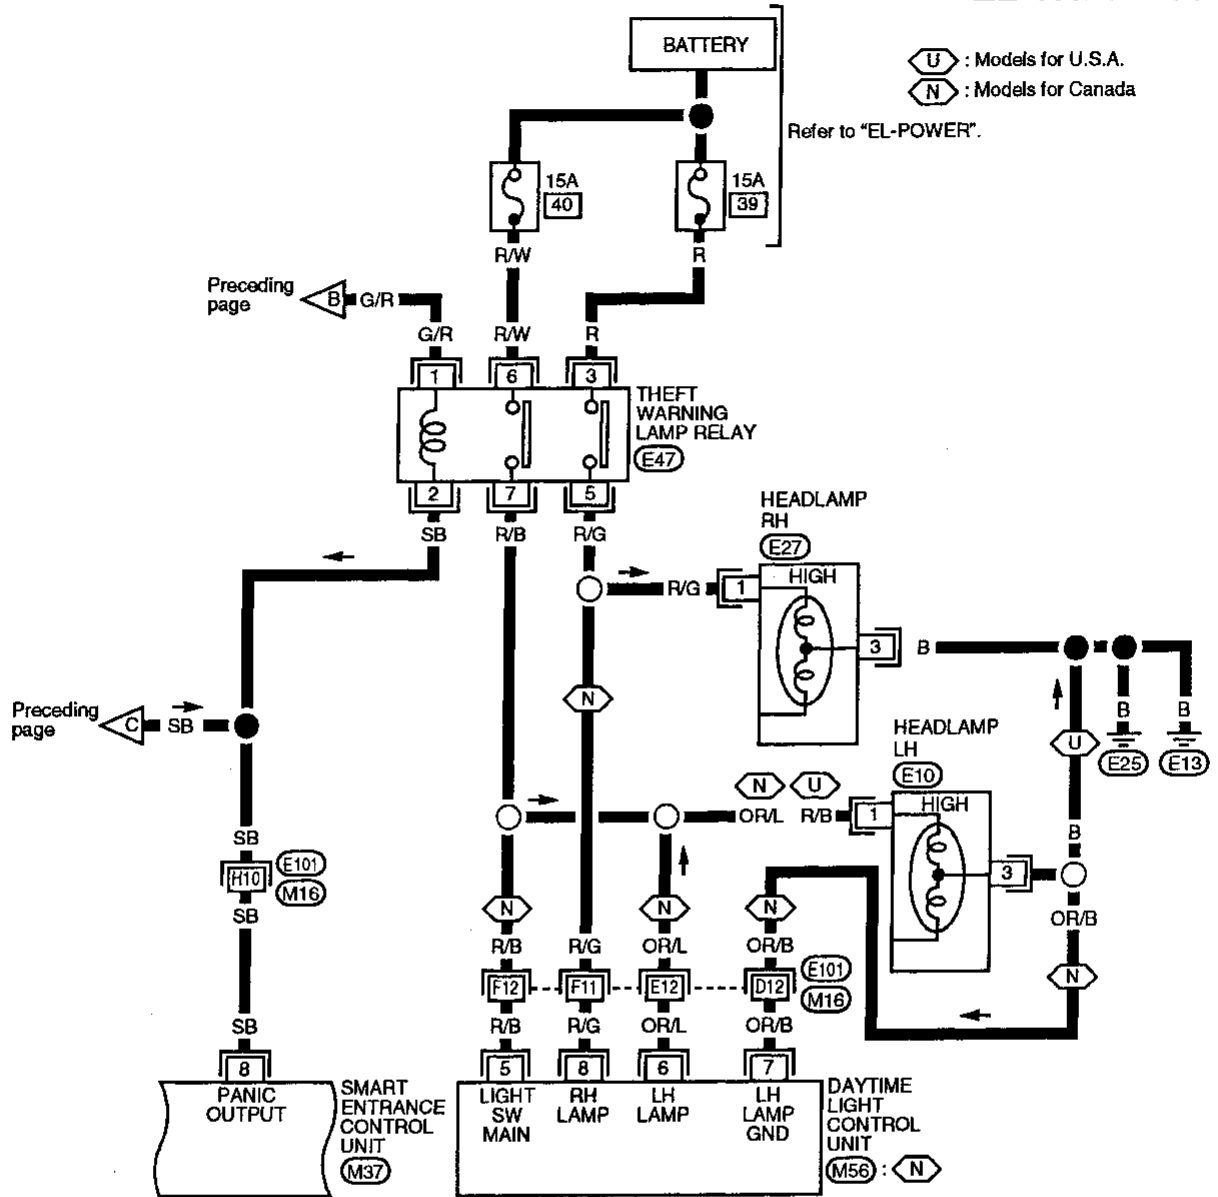 BATTERY
U : Models for U.S.A.
N : Models for Canada
Refer to "EL-POWER".
15A
40
15A
39
R/W
R
Preceding
page
B
G/R
G/R
R/W
R
1
6
3
THEFT
WARNING
LAMP RELAY
E47
2
7
5
SB
R/B
R/G
HEADLAMP
RH
E27
HIGH
R/G
1
3
B
N
Preceding
page
C
SB
HEADLAMP
LH
E10
B
B
U
E25
E13
N
U
OR/L
R/B
1
HIGH
3
B
SB
H10
E101
M16
SB
N
N
N
OR/B
N
R/B
R/G
OR/L
OR/B
F12
F11
E12
D12
E101
M16
SB
R/B
R/G
OR/L
OR/B
8
5
8
6
7
PANIC
OUTPUT
SMART
ENTRANCE
CONTROL
UNIT
M37
LIGHT
SW
MAIN
RH
LAMP
LH
LAMP
LH
LAMP
GND
DAYTIME
LIGHT
CONTROL
UNIT
M56 : N